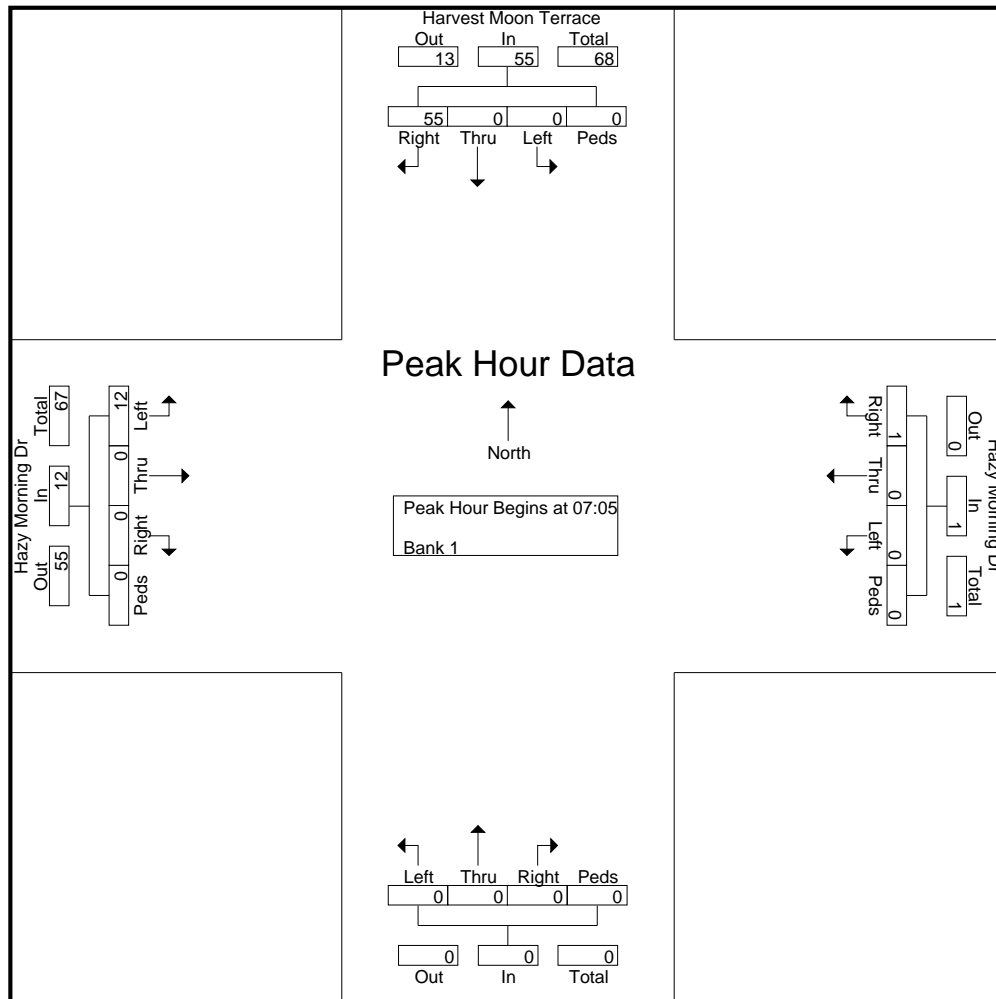 Harvest Moon Terrace
Out In Total
13 55 68
55 0 0 0
Right Thru Left Peds
Peak Hour Data
North
Peak Hour Begins at 07:05
Bank 1
Hazy Morning Dr
Total In Out
67 12 55
12 0 0 0
Left Thru Right Peds
Hazy Morning Dr
Out In Total
0 1 1
1 0 0 0
Right Thru Left Peds
Left Thru Right Peds
0 0 0 0
0 0 0
Out In Total